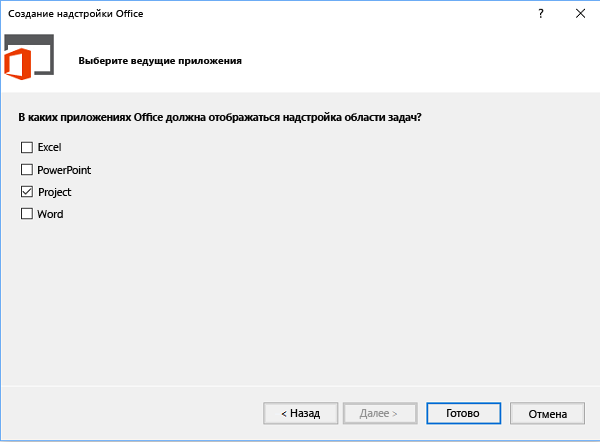 Создание надстройки Office
?
Выберите ведущие приложения
В каких приложениях Office должна отображаться надстройка области задач?
Excel
PowerPoint
Project
Word
< Назад
Далее >
Готово
Отмена